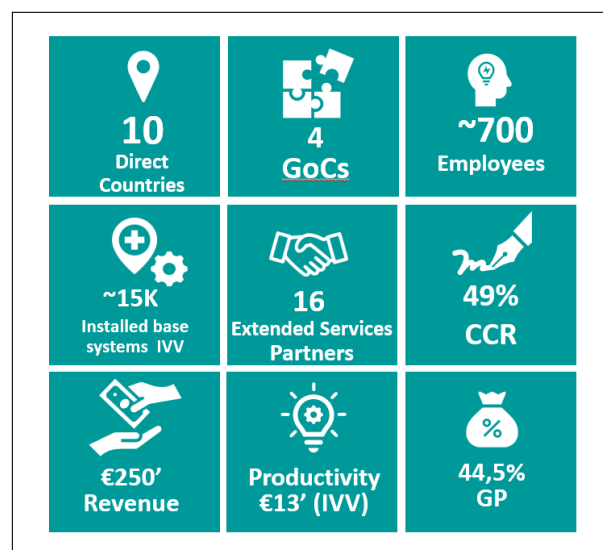 10
Direct
Countries
4
GoCs
~700
Employees
~15K
Installed base
systems IVV
16
Extended Services
Partners
49%
CCR
€250’
Revenue
Productivity
€13’ (IVV)
%
44,5%
GP